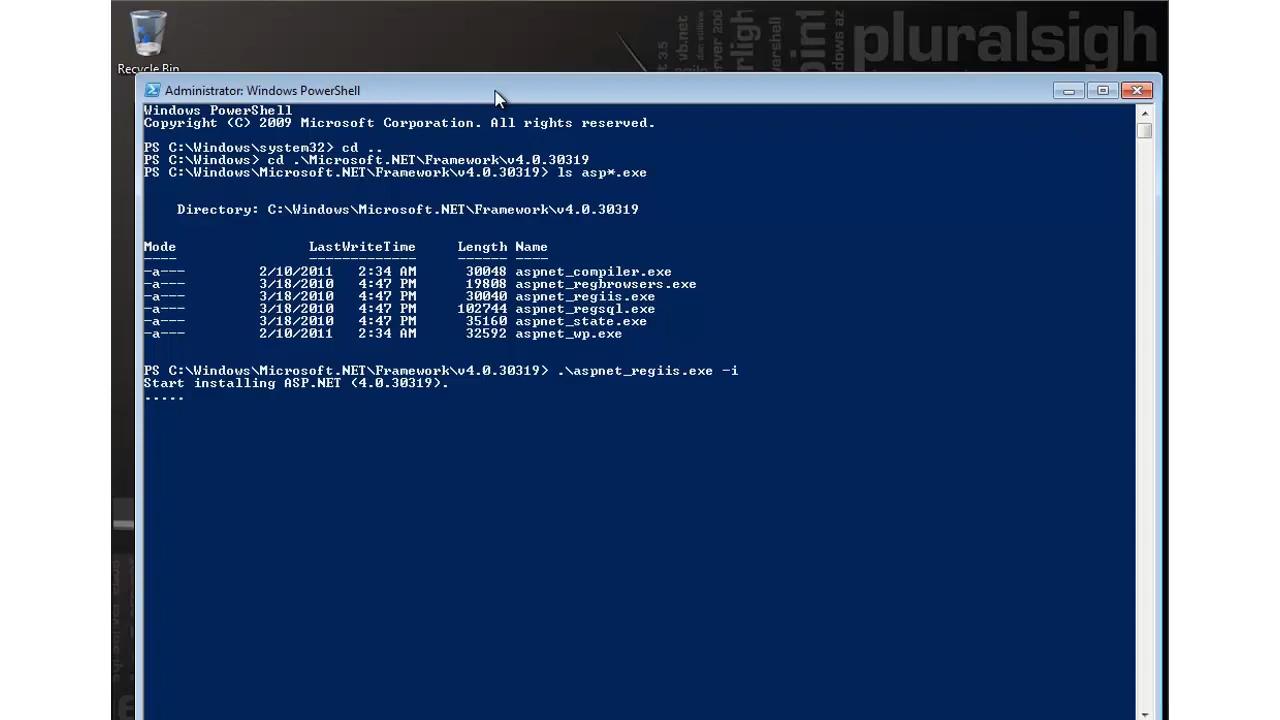 pluralsigh
vb.net
Recycle Bin
Administrator: Windows PowerShell
Windows PowerShell
Copyright (C) 2009 Microsoft Corporation. All rights reserved.
PS C:\Windows\system32> cd ..
PS C:\Windows> cd .\Microsoft.NET\Framework\v4.0.30319
PS C:\Windows\Microsoft.NET\Framework\v4.0.30319> ls asp*.exe
Directory: C:\Windows\Microsoft.NET\Framework\v4.0.30319
Mode LastWriteTime Length Name
---- ------------- ------ ----
-a--- 2/10/2011 2:34 AM 30048 aspnet_compiler.exe
-a--- 3/18/2010 4:47 PM 19808 aspnet_regbrowsers.exe
-a--- 3/18/2010 4:47 PM 30040 aspnet_regiis.exe
-a--- 3/18/2010 4:47 PM 102744 aspnet_regsql.exe
-a--- 3/18/2010 4:47 PM 35160 aspnet_state.exe
-a--- 2/10/2011 2:34 AM 32592 aspnet_wp.exe
PS C:\Windows\Microsoft.NET\Framework\v4.0.30319> .\aspnet_regiis.exe -i
Start installing ASP.NET (4.0.30319).
.....